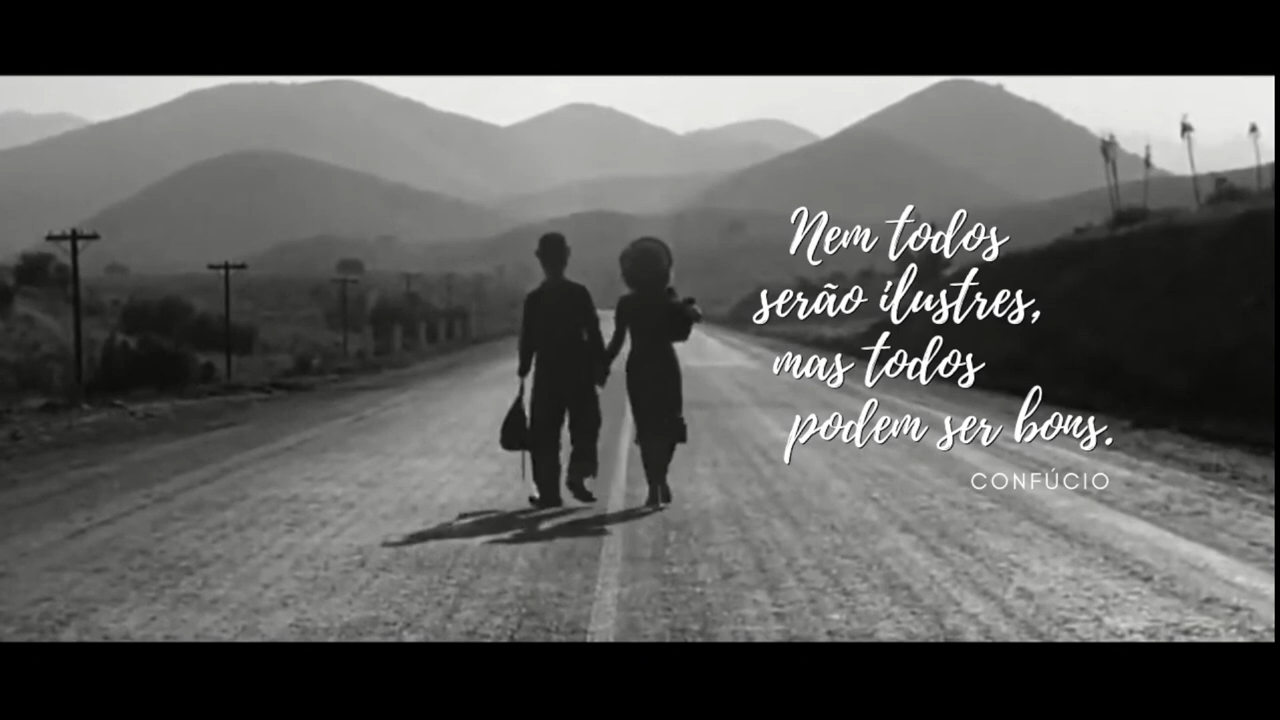 Nem todos
serão ilustres,
mas todos
podem ser bons.
CONFÚCIO